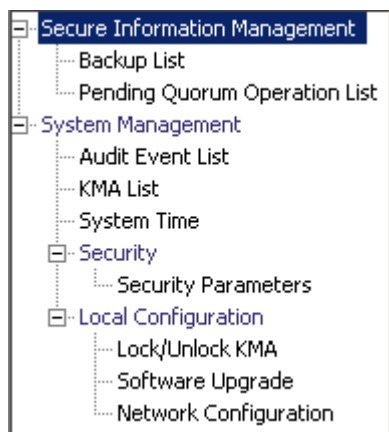 Secure Information Management
Backup List
Pending Quorum Operation List
System Management
Audit Event List
KMA List
System Time
Security
Security Parameters
Local Configuration
Lock/Unlock KMA
Software Upgrade
Network Configuration